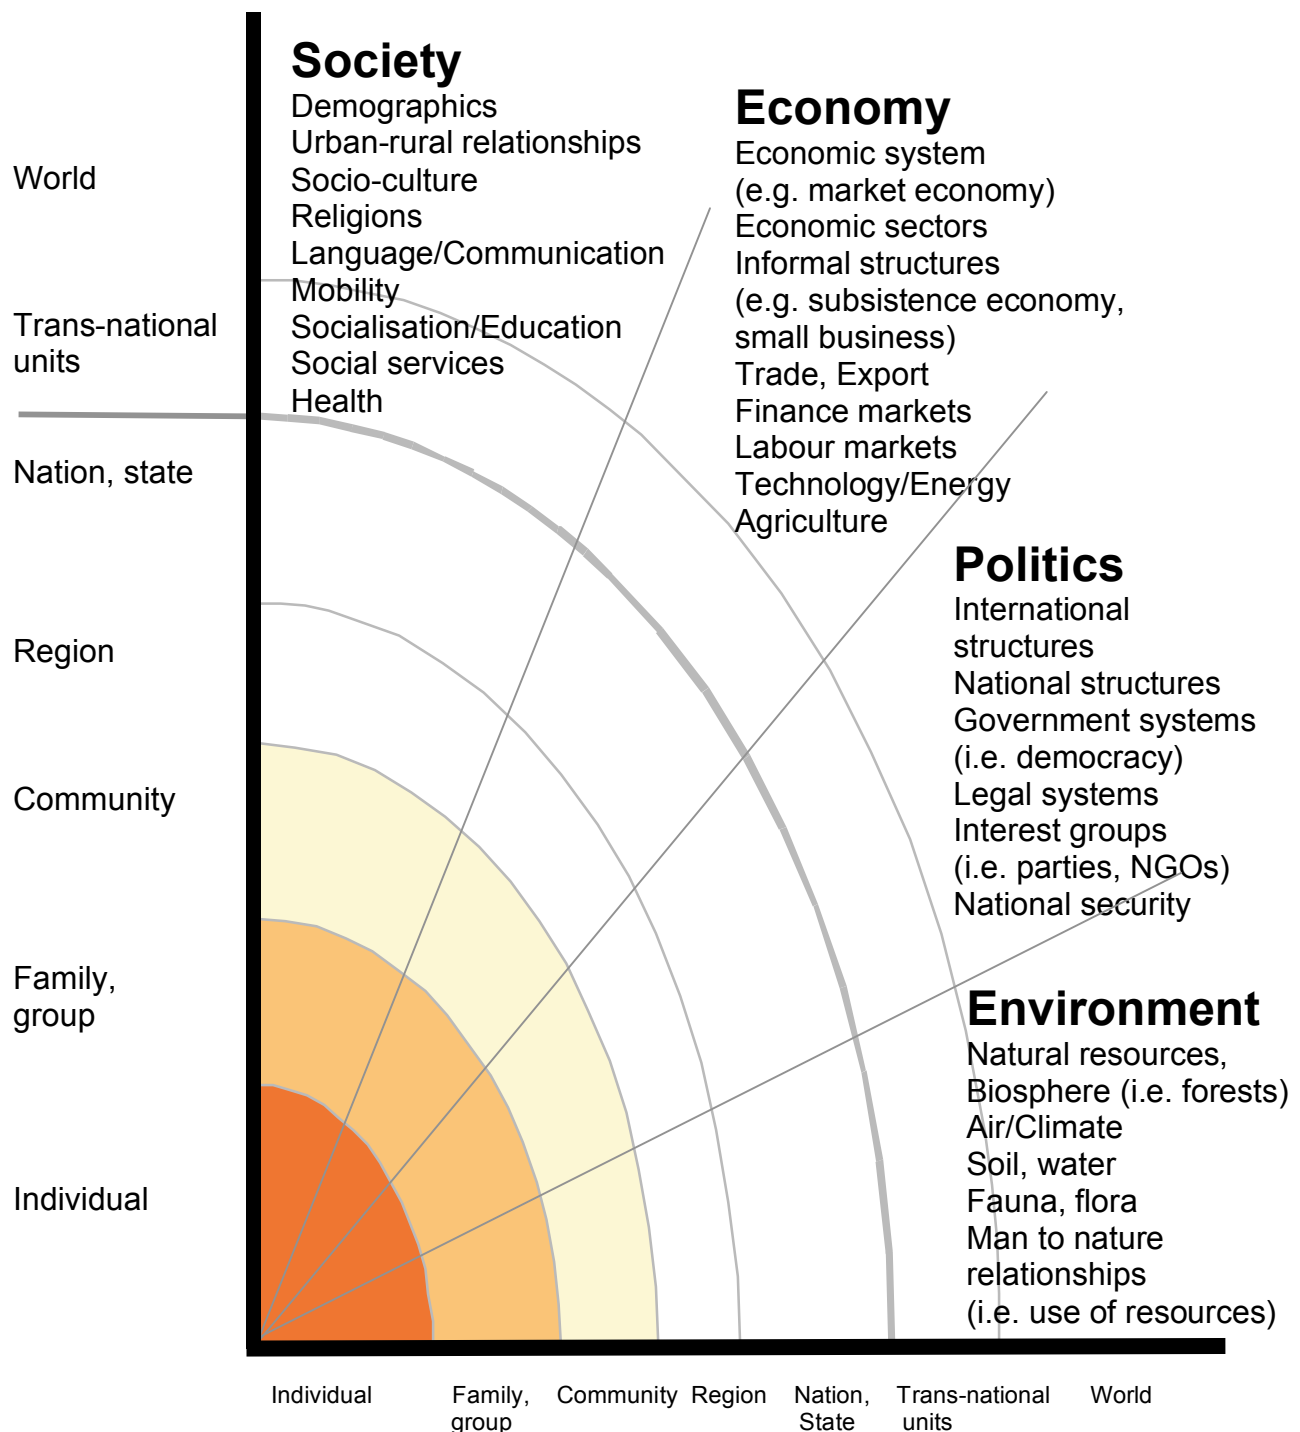 Society
Demographics
Urban-rural relationships
Socio-culture
Religions
Language/Communication
Mobility
Socialisation/Education
Social services
Health
Economy
Economic system
(e.g. market economy)
Economic sectors
Informal structures
(e.g. subsistence economy,
small business)
Trade, Export
Finance markets
Labour markets
Technology/Energy
Agriculture
Politics
International
structures
National structures
Government systems
(i.e. democracy)
Legal systems
Interest groups
(i.e. parties, NGOs)
National security
Environment
Natural resources,
Biosphere (i.e. forests)
Air/Climate
Soil, water
Fauna, flora
Man to nature
relationships
(i.e. use of resources)
World
Trans-national
units
Nation, state
Region
Community
Family,
group
Individual
Individual
Family,
group
Community
Region
Nation,
State
Trans-national
units
World